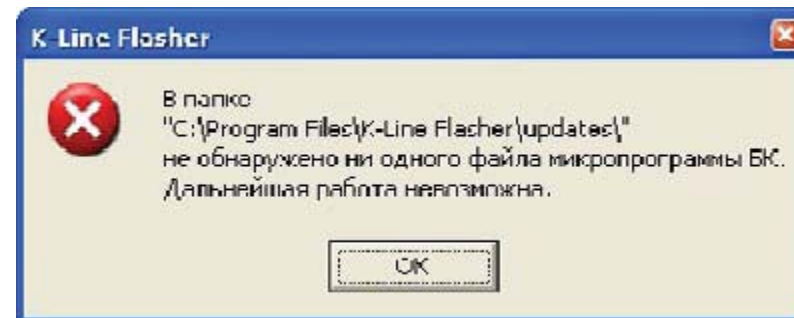 K-Line Flasher
В папке
"C:\Program Files\K-Line Flasher\updates\"
не обнаружено ни одного файла микропрограммы БК.
Дальнейшая работа невозможна.
OK